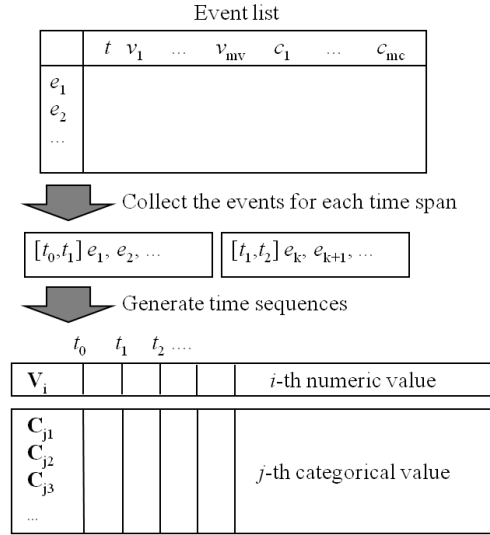 Event list
t v1 ... vmv c1 ... cmc
e1
e2
...
Collect the events for each time span
[t0,t1] e1, e2, ... [t1,t2] ek, ek+1, ...
Generate time sequences
t0 t1 t2 ....
Vi i-th numeric value
Cj1
Cj2
Cj3
...
j-th categorical value